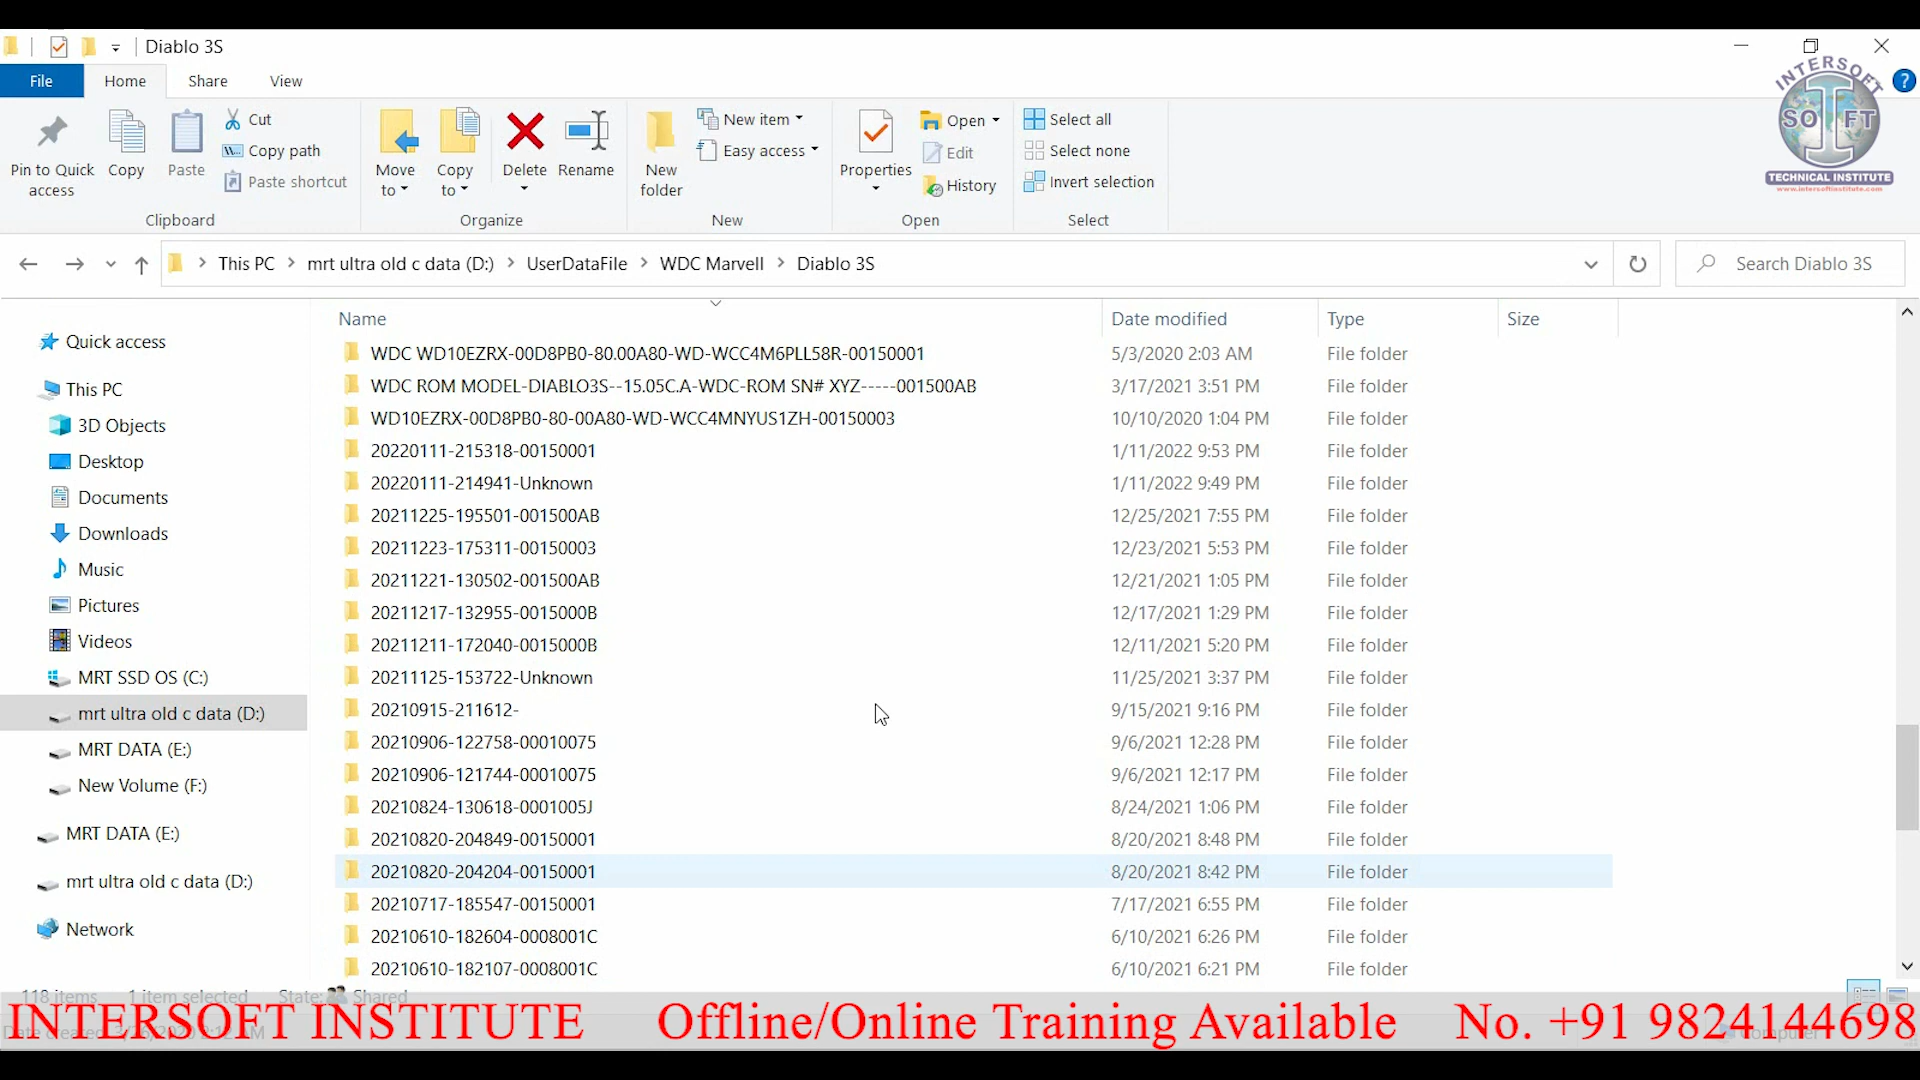 Diablo 3S
File Home Share View
Pin to Quick access
Copy
Paste
Cut
Copy path
Paste shortcut
Clipboard
Move to
Copy to
Delete
Rename
Organize
New folder
New item
Easy access
New
Properties
Open
Edit
History
Open
Select all
Select none
Invert selection
Select
INTERSOFT
SOFT
TECHNICAL INSTITUTE
www.intersoftinstitute.com
This PC > mrt ultra old c data (D:) > UserDataFile > WDC Marvell > Diablo 3S
Search Diablo 3S
Quick access
This PC
3D Objects
Desktop
Documents
Downloads
Music
Pictures
Videos
MRT SSD OS (C:)
mrt ultra old c data (D:)
MRT DATA (E:)
New Volume (F:)
MRT DATA (E:)
mrt ultra old c data (D:)
Network
Name Date modified Type Size
WDC WD10EZRX-00D8PB0-80.00A80-WD-WCC4M6PLL58R-00150001 5/3/2020 2:03 AM File folder
WDC ROM MODEL-DIABLO3S--15.05C.A-WDC-ROM SN# XYZ-----001500AB 3/17/2021 3:51 PM File folder
WD10EZRX-00D8PB0-80-00A80-WD-WCC4MNYUS1ZH-00150003 10/10/2020 1:04 PM File folder
20220111-215318-00150001 1/11/2022 9:53 PM File folder
20220111-214941-Unknown 1/11/2022 9:49 PM File folder
20211225-195501-001500AB 12/25/2021 7:55 PM File folder
20211223-175311-00150003 12/23/2021 5:53 PM File folder
20211221-130502-001500AB 12/21/2021 1:05 PM File folder
20211217-132955-0015000B 12/17/2021 1:29 PM File folder
20211211-172040-0015000B 12/11/2021 5:20 PM File folder
20211125-153722-Unknown 11/25/2021 3:37 PM File folder
20210915-211612- 9/15/2021 9:16 PM File folder
20210906-122758-00010075 9/6/2021 12:28 PM File folder
20210906-121744-00010075 9/6/2021 12:17 PM File folder
20210824-130618-0001005J 8/24/2021 1:06 PM File folder
20210820-204849-00150001 8/20/2021 8:48 PM File folder
20210820-204204-00150001 8/20/2021 8:42 PM File folder
20210717-185547-00150001 7/17/2021 6:55 PM File folder
20210610-182604-0008001C 6/10/2021 6:26 PM File folder
20210610-182107-0008001C 6/10/2021 6:21 PM File folder
118 items 1 item selected State: Shared
INTERSOFT INSTITUTE Offline/Online Training Available No. +91 9824144698